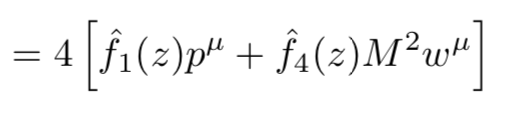 = 4 [ f̂₁(z)p^μ + f̂₄(z)M²w^μ ]